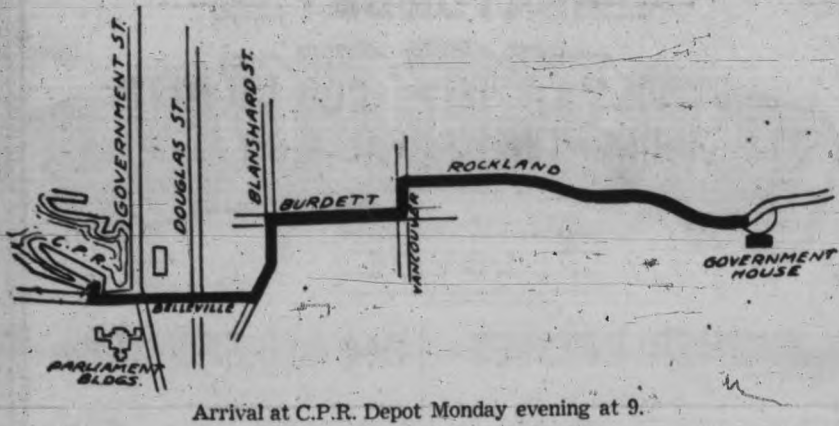 GOVERNMENT ST.
DOUGLAS ST.
BLANSHARD ST.
BURDETT
ROCKLAND
VANCOUVER
C.P.R.
BELLEVILLE
GOVERNMENT
HOUSE
PARLIAMENT
BLDGS.
Arrival at C.P.R. Depot Monday evening at 9.